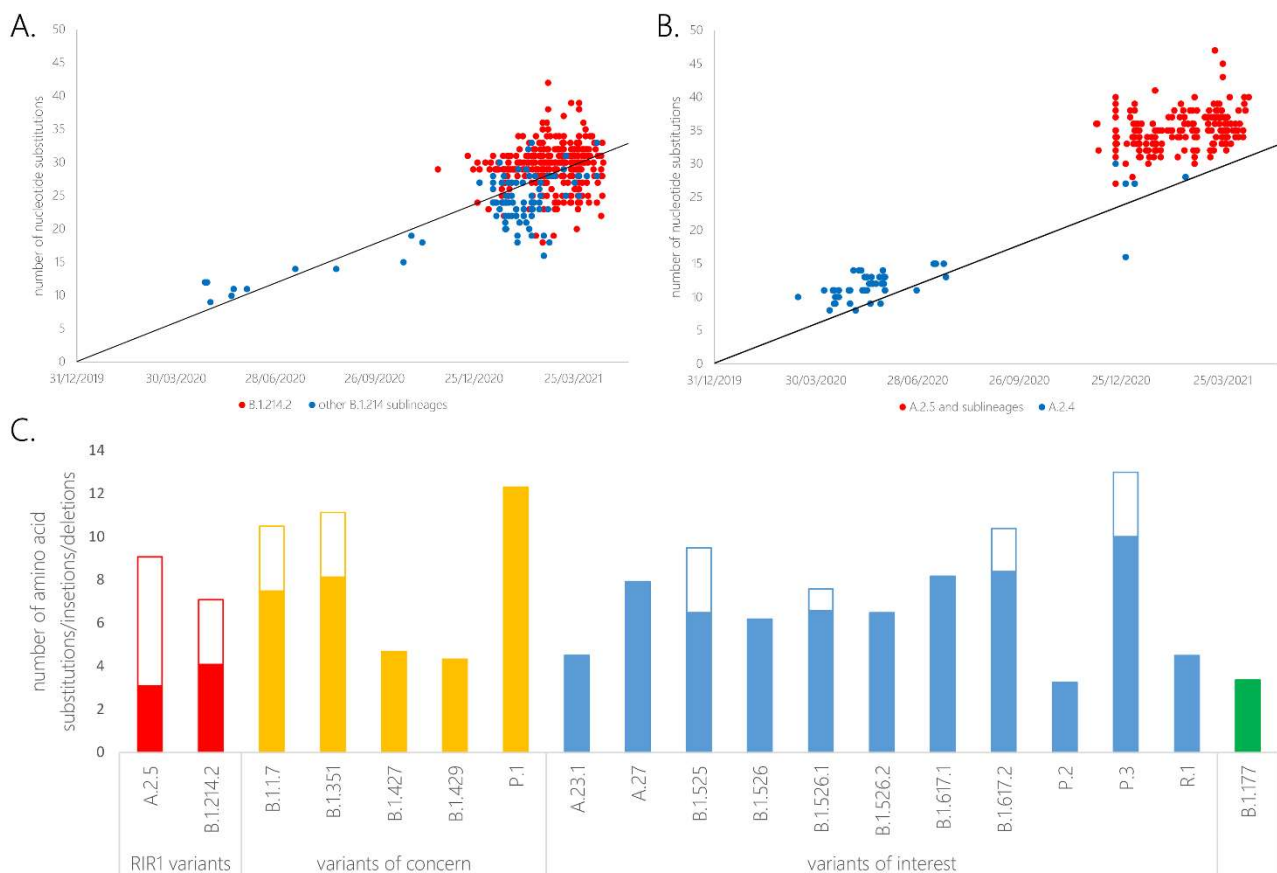 A.
50
45
40
35
30
25
20
15
10
5
0
number of nucleotide substitutions
31/12/2019 30/03/2020 28/06/2020 26/09/2020 25/12/2020 25/03/2021
B.1.214.2 other B.1.214 sublineages
B.
50
45
40
35
30
25
20
15
10
5
0
number of nucleotide substitutions
31/12/2019 30/03/2020 28/06/2020 26/09/2020 25/12/2020 25/03/2021
A.2.5 and sublineages A.2.4
C.
14
12
10
8
6
4
2
0
number of amino acid
substitutions/insetions/deletions
A.2.5
B.1.214.2
B.1.1.7
B.1.351
B.1.427
B.1.429
P.1
A.23.1
A.27
B.1.525
B.1.526
B.1.526.1
B.1.526.2
B.1.617.1
B.1.617.2
P.2
P.3
R.1
B.1.177
RIR1 variants variants of concern variants of interest